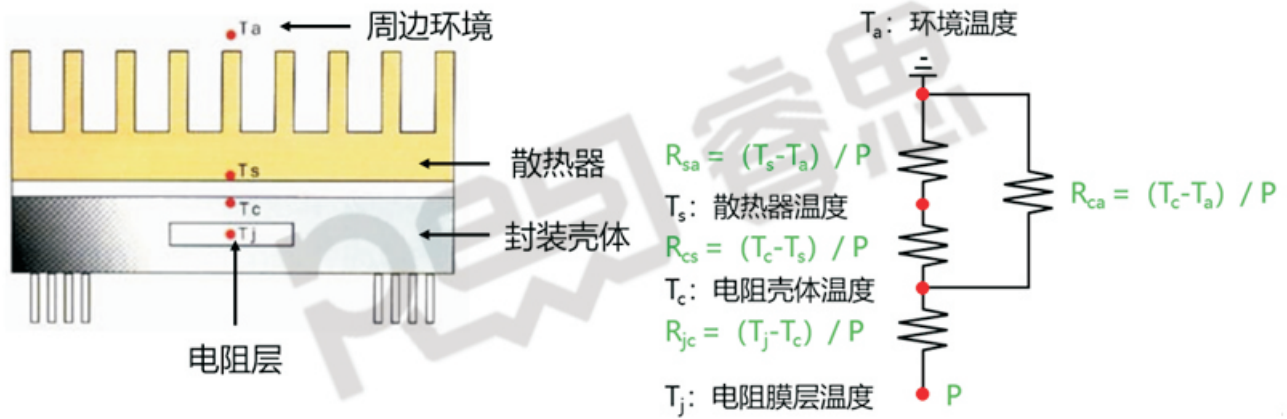 Ta
周边环境
Ts
散热器
Tc
Tj
封装壳体
电阻层
Ta：环境温度
Rsa = （Ts-Ta）/ P
Rca = （Tc-Ta）/ P
Ts：散热器温度
Rcs = （Tc-Ts）/ P
Tc：电阻壳体温度
Rjc = （Tj-Tc）/ P
Tj：电阻膜层温度
P
睿思